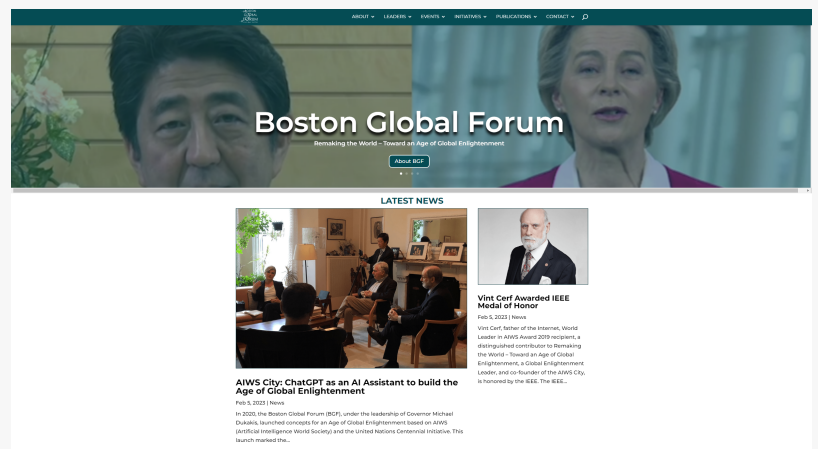 ABOUT LEADERS EVENTS INITIATIVES PUBLICATIONS CONTACT
Boston Global Forum
Remaking the World – Toward an Age of Global Enlightenment
About BGF
LATEST NEWS
AIWS City: ChatGPT as an AI Assistant to build the
Age of Global Enlightenment
Feb 5, 2023 | News
In 2020, the Boston Global Forum (BGF), under the leadership of Governor Michael
Dukakis, launched concepts for an Age of Global Enlightenment based on AIWS
(Artificial Intelligence World Society) and the United Nations Centennial Initiative. This
launch marked the...
Vint Cerf Awarded IEEE
Medal of Honor
Feb 5, 2023 | News
Vint Cerf, father of the Internet, World
Leader in AIWS Award 2019 recipient, a
distinguished contributor to Remaking
the World – Toward an Age of Global
Enlightenment, a Global Enlightenment
Leader, and co-founder of the AIWS City,
is honored by the IEEE. The IEEE...